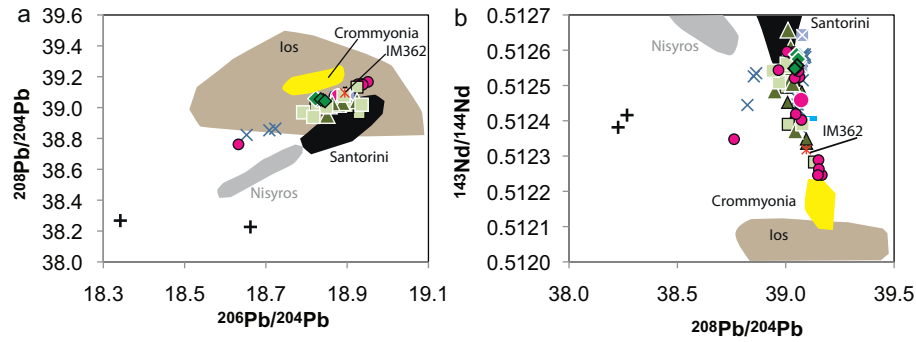 a
39.6
39.4
39.2
39.0
38.8
38.6
38.4
38.2
38.0
208Pb/204Pb
Ios
Crommyonia
IM362
Santorini
Nisyros
18.3 18.5 18.7 18.9 19.1
206Pb/204Pb
b
0.5127
0.5126
0.5125
0.5124
0.5123
0.5122
0.5121
0.5120
143Nd/144Nd
Santorini
Nisyros
IM362
Crommyonia
Ios
38.0 38.5 39.0 39.5
208Pb/204Pb